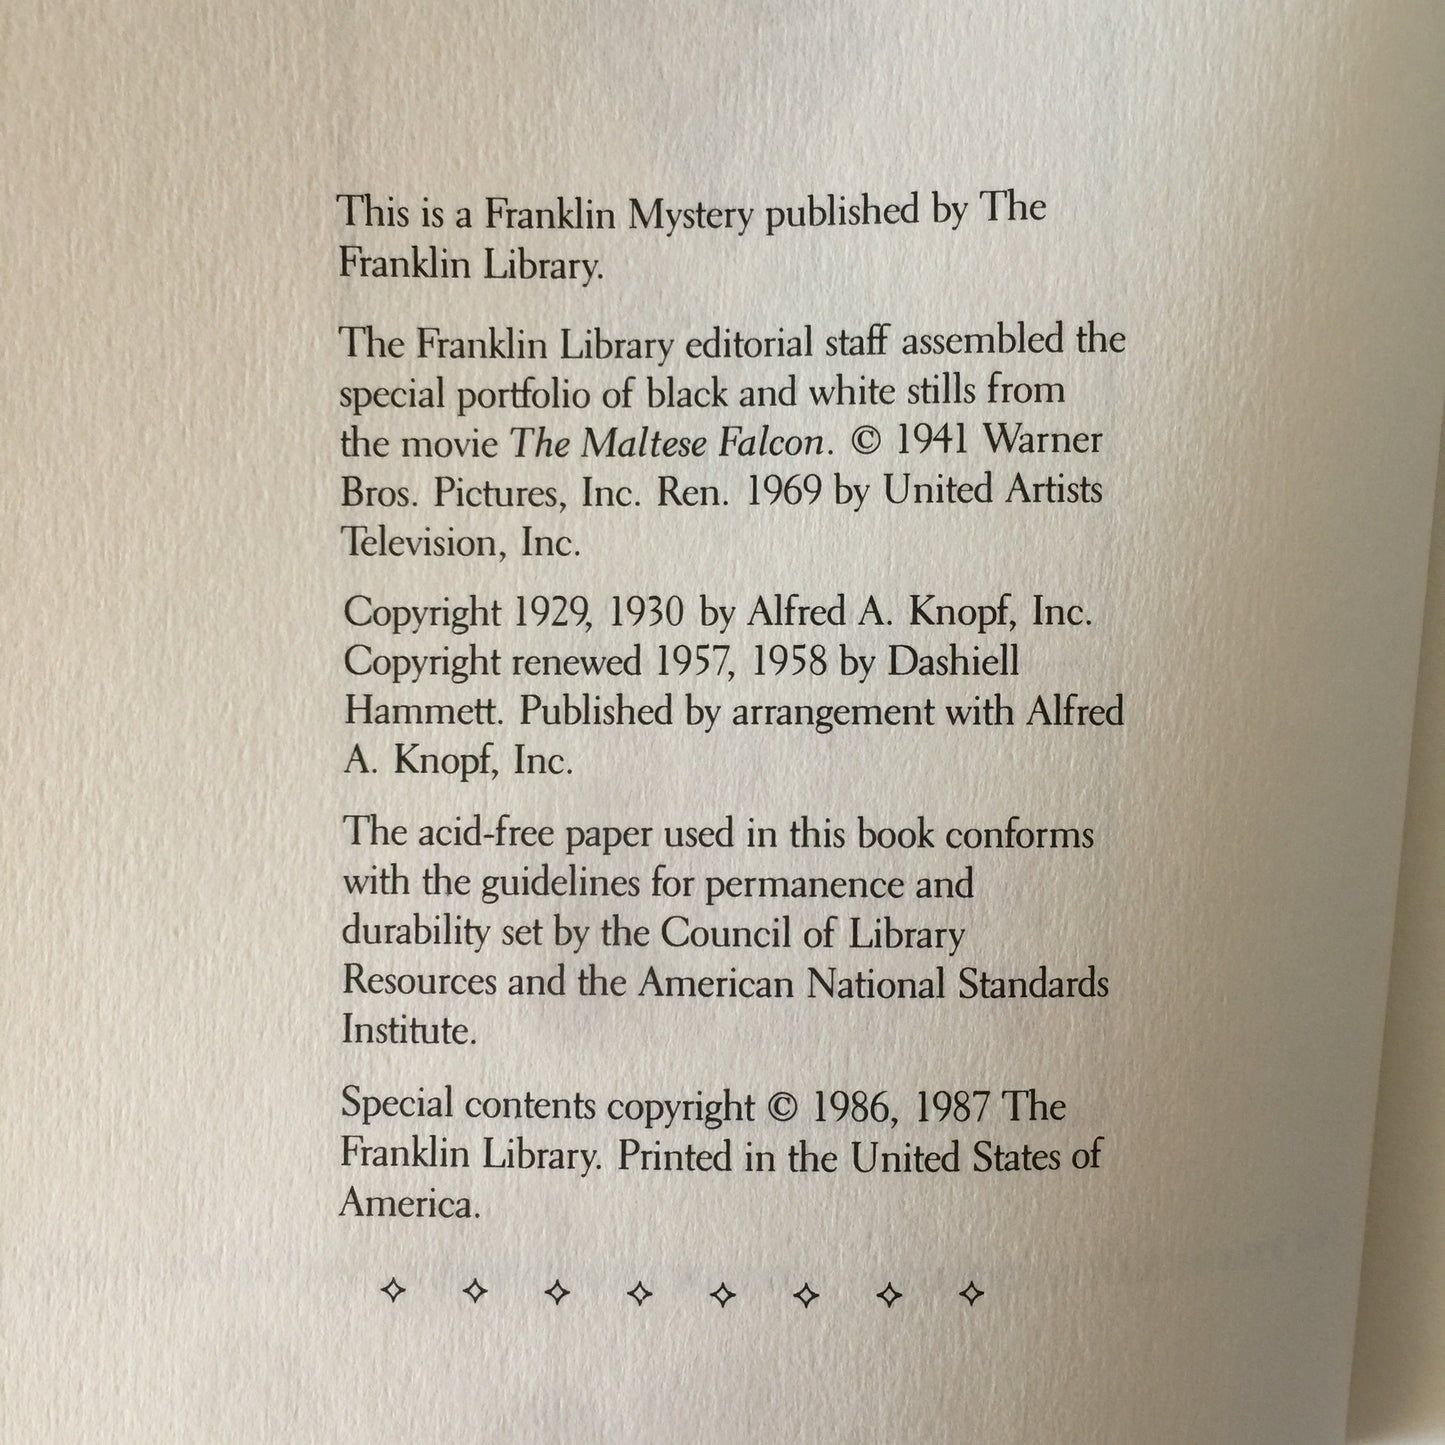 This is a Franklin Mystery published by The
Franklin Library.
The Franklin Library editorial staff assembled the
special portfolio of black and white stills from
the movie The Maltese Falcon. © 1941 Warner
Bros. Pictures, Inc. Ren. 1969 by United Artists
Television, Inc.
Copyright 1929, 1930 by Alfred A. Knopf, Inc.
Copyright renewed 1957, 1958 by Dashiell
Hammett. Published by arrangement with Alfred
A. Knopf, Inc.
The acid-free paper used in this book conforms
with the guidelines for permanence and
durability set by the Council of Library
Resources and the American National Standards
Institute.
Special contents copyright © 1986, 1987 The
Franklin Library. Printed in the United States of
America.